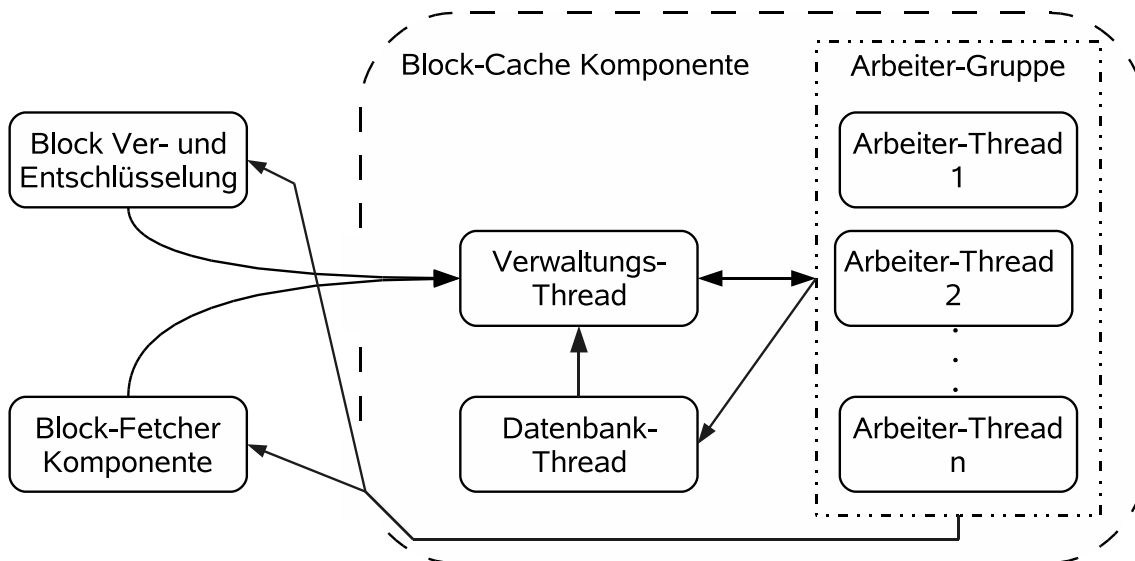 Block-Cache Komponente
Arbeiter-Gruppe
Block Ver- und
Entschlüsselung
Arbeiter-Thread
1
Verwaltungs-
Thread
Arbeiter-Thread
2
Block-Fetcher
Komponente
Datenbank-
Thread
Arbeiter-Thread
n